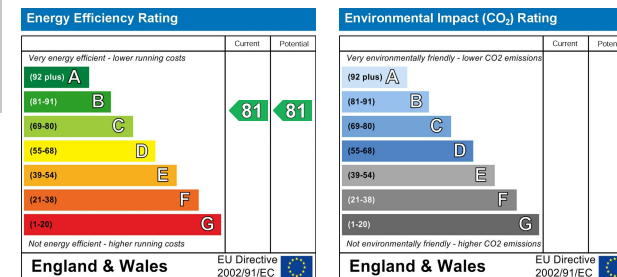 Energy Efficiency Rating
Current Potential
Very energy efficient - lower running costs
(92 plus) A
(81-91) B
(69-80) C
(55-68) D
(39-54) E
(21-38) F
(1-20) G
81 81
Not energy efficient - higher running costs
England & Wales
EU Directive
2002/91/EC
Environmental Impact (CO2) Rating
Current Poten
Very environmentally friendly - lower CO2 emissions
(92 plus) A
(81-91) B
(69-80) C
(55-68) D
(39-54) E
(21-38) F
(1-20) G
Not environmentally friendly - higher CO2 emissions
England & Wales
EU Directive
2002/91/EC